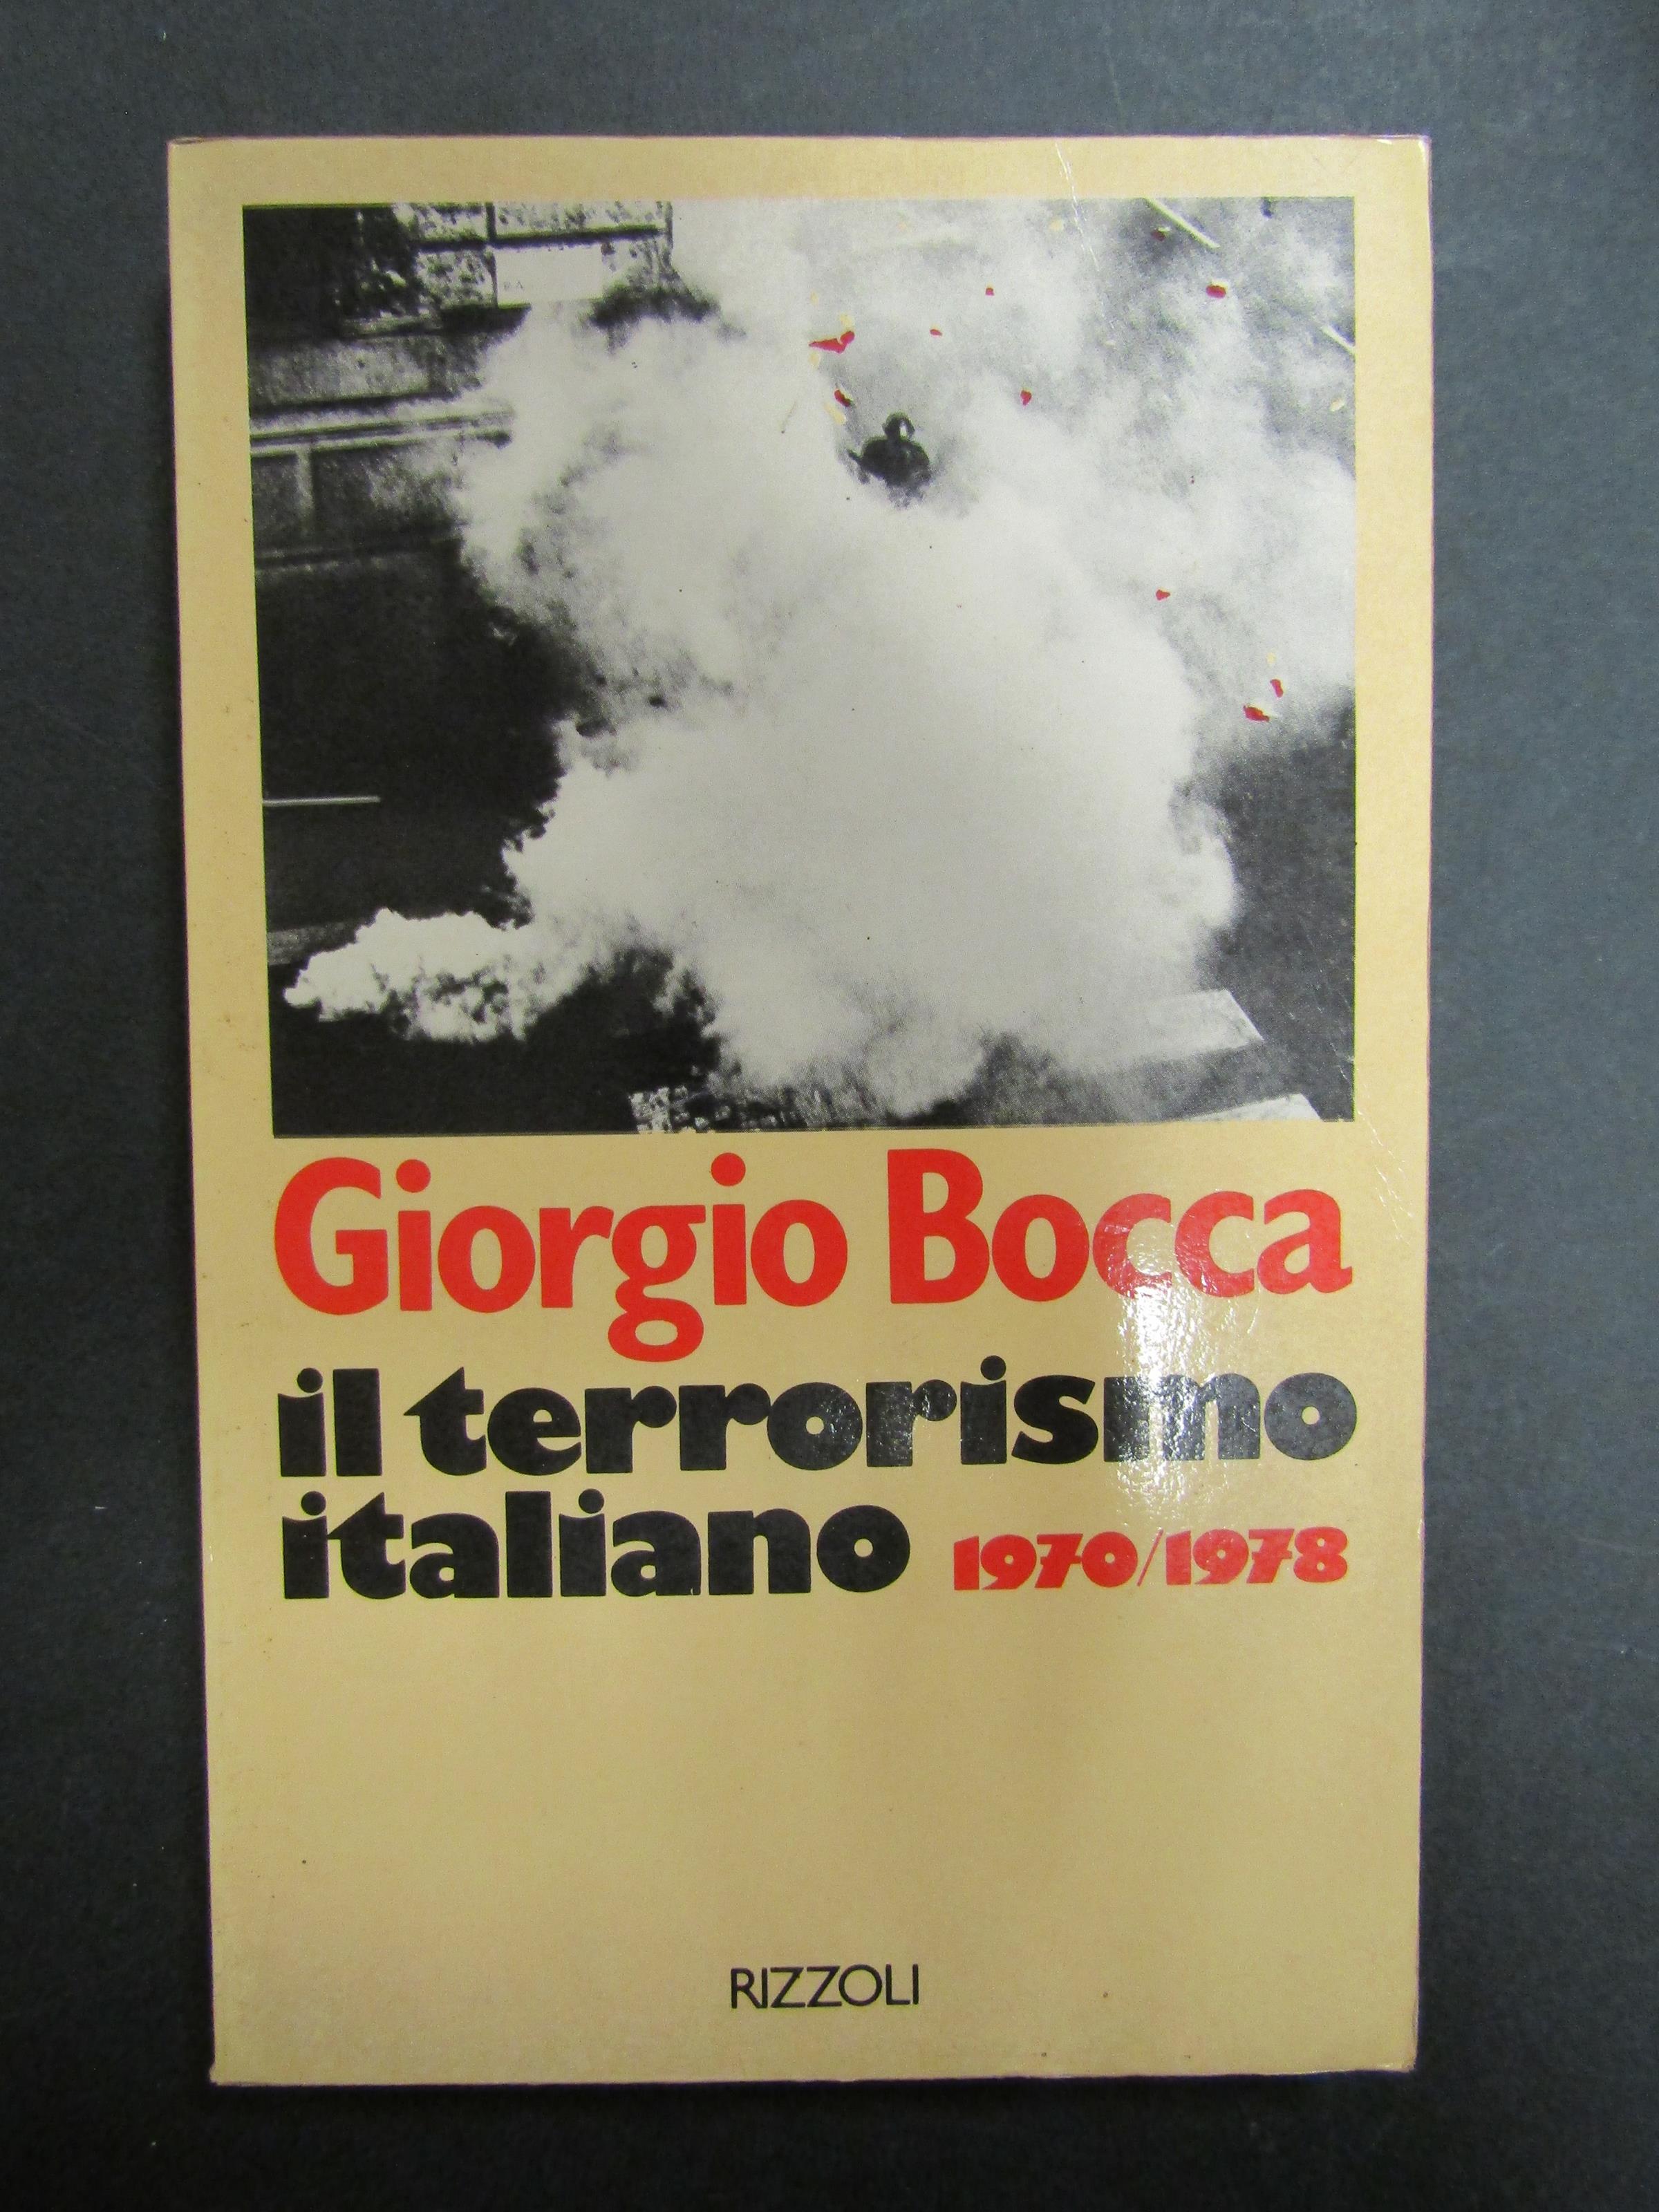 Giorgio Bocca
il terrorismo
italiano 1970/1978
RIZZOLI